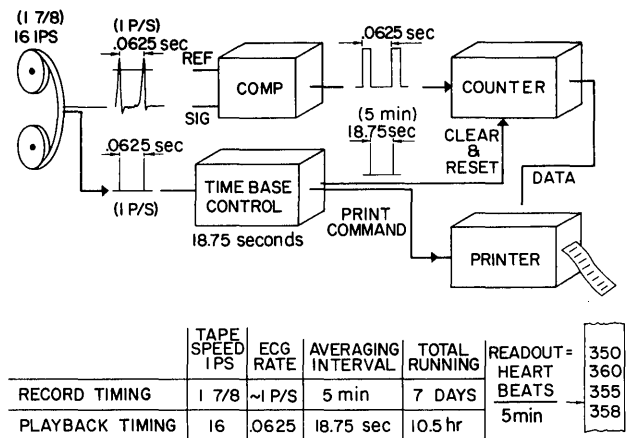 (1 7/8)
16 IPS
(1 P/S)
.0625 sec
REF
SIG
COMP
.0625 sec
COUNTER
(5 min)
18.75 sec
CLEAR
&
RESET
DATA
.0625 sec
(1 P/S)
TIME BASE
CONTROL
18.75 seconds
PRINT
COMMAND
PRINTER
TAPE SPEED IPS | ECG RATE | AVERAGING INTERVAL | TOTAL RUNNING
RECORD TIMING | 1 7/8 | ~1 P/S | 5 min | 7 DAYS
PLAYBACK TIMING | 16 | .0625 | 18.75 sec | 10.5 hr
READOUT =
HEART
BEATS
5min
350
360
355
358